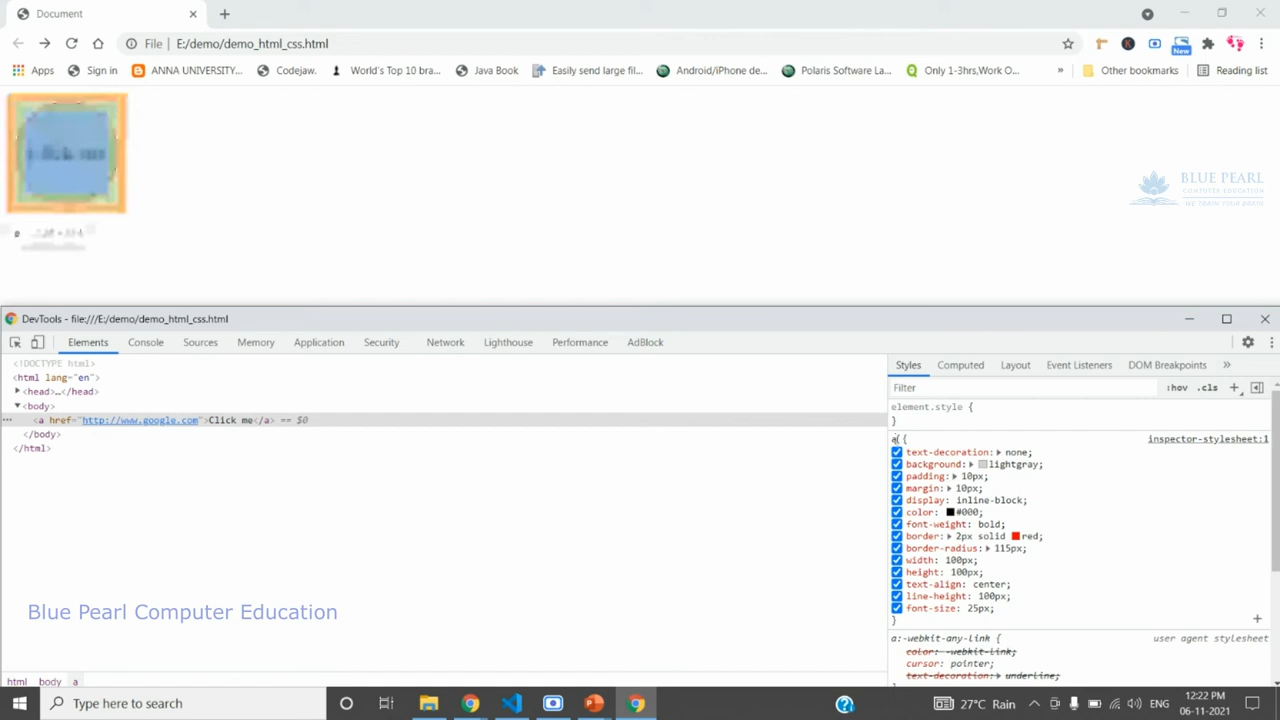 Document
File
E:/demo/demo_html_css.html
New
Apps
Sign in
ANNA UNIVERSITY...
Codejaw.
World's Top 10 bra...
Java Book
Easily send large fil...
Android/iPhone de...
Polaris Software La...
Only 1-3hrs,Work O...
»
Other bookmarks
Reading list
BLUE PEARL
COMPUTER EDUCATION
WE TRAIN YOUR BRAIN
DevTools - file:///E:/demo/demo_html_css.html
Elements Console Sources Memory Application Security Network Lighthouse Performance AdBlock
<!DOCTYPE html>
<html lang="en">
<head>…</head>
<body>
<a href="http://www.google.com">Click me</a> == $0
</body>
</html>
Styles Computed Layout Event Listeners DOM Breakpoints »
Filter :hov .cls +
element.style {
}
a { inspector-stylesheet:1
text-decoration: none;
background: lightgray;
padding: 10px;
margin: 10px;
display: inline-block;
color: #000;
font-weight: bold;
border: 2px solid red;
border-radius: 115px;
width: 100px;
height: 100px;
text-align: center;
line-height: 100px;
font-size: 25px;
}
a:-webkit-any-link { user agent stylesheet
color: -webkit-link;
cursor: pointer;
text-decoration: underline;
Blue Pearl Computer Education
html body a
Type here to search
27°C Rain
ENG
12:22 PM
06-11-2021